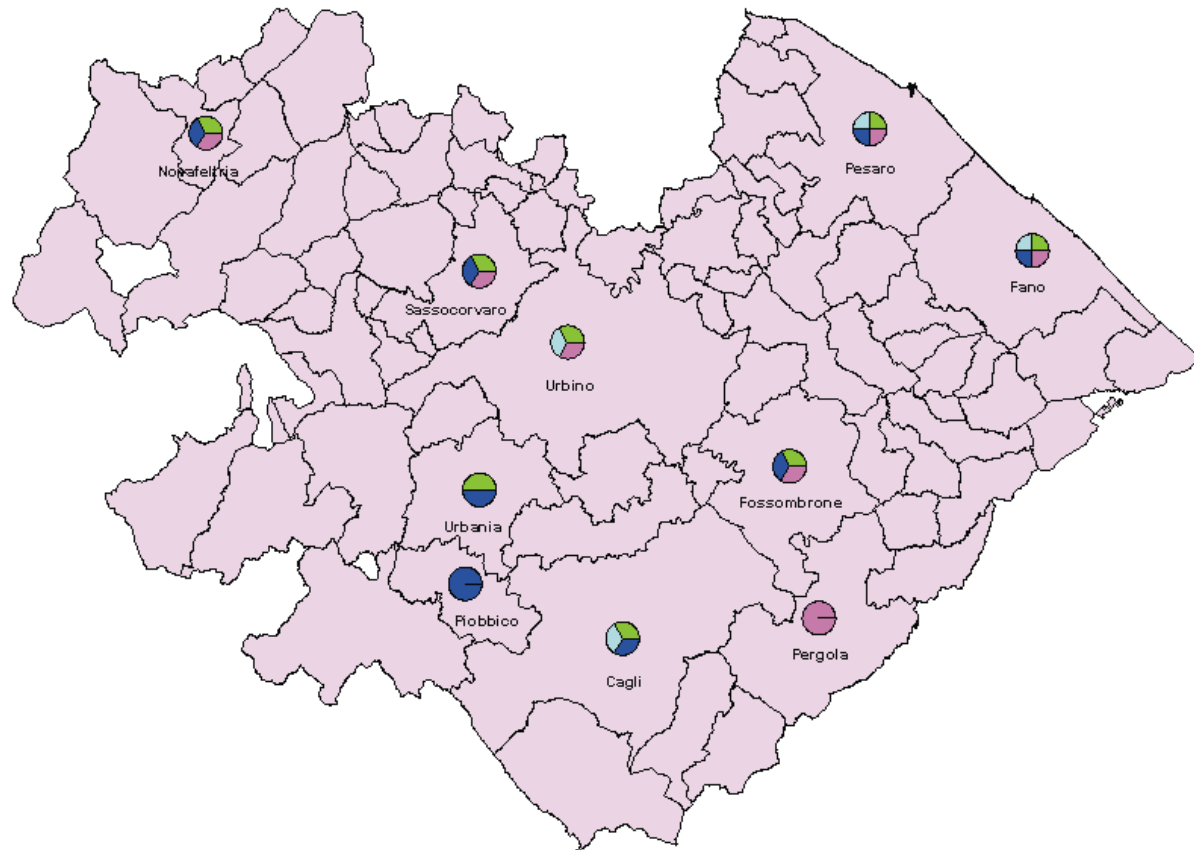 Novafeltria
Pesaro
Fano
Sassocorvaro
Urbino
Fossombrone
Urbania
Piobbico
Pergola
Cagli